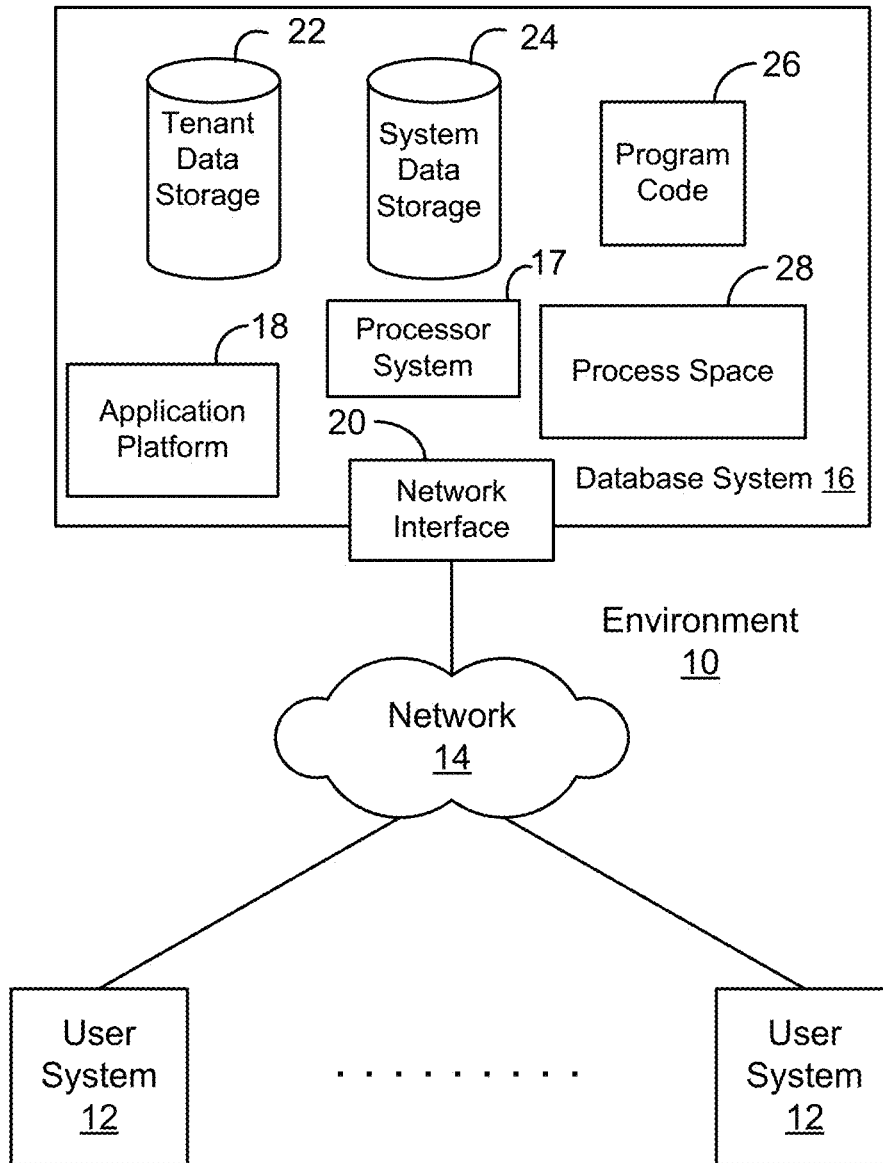 22
24
26
Tenant
Data
Storage
System
Data
Storage
Program
Code
17
28
18
Processor
System
Process Space
Application
Platform
20
Network
Interface
Database System 16
Environment
10
Network
14
User
System
12
. . . . . . . . .
User
System
12